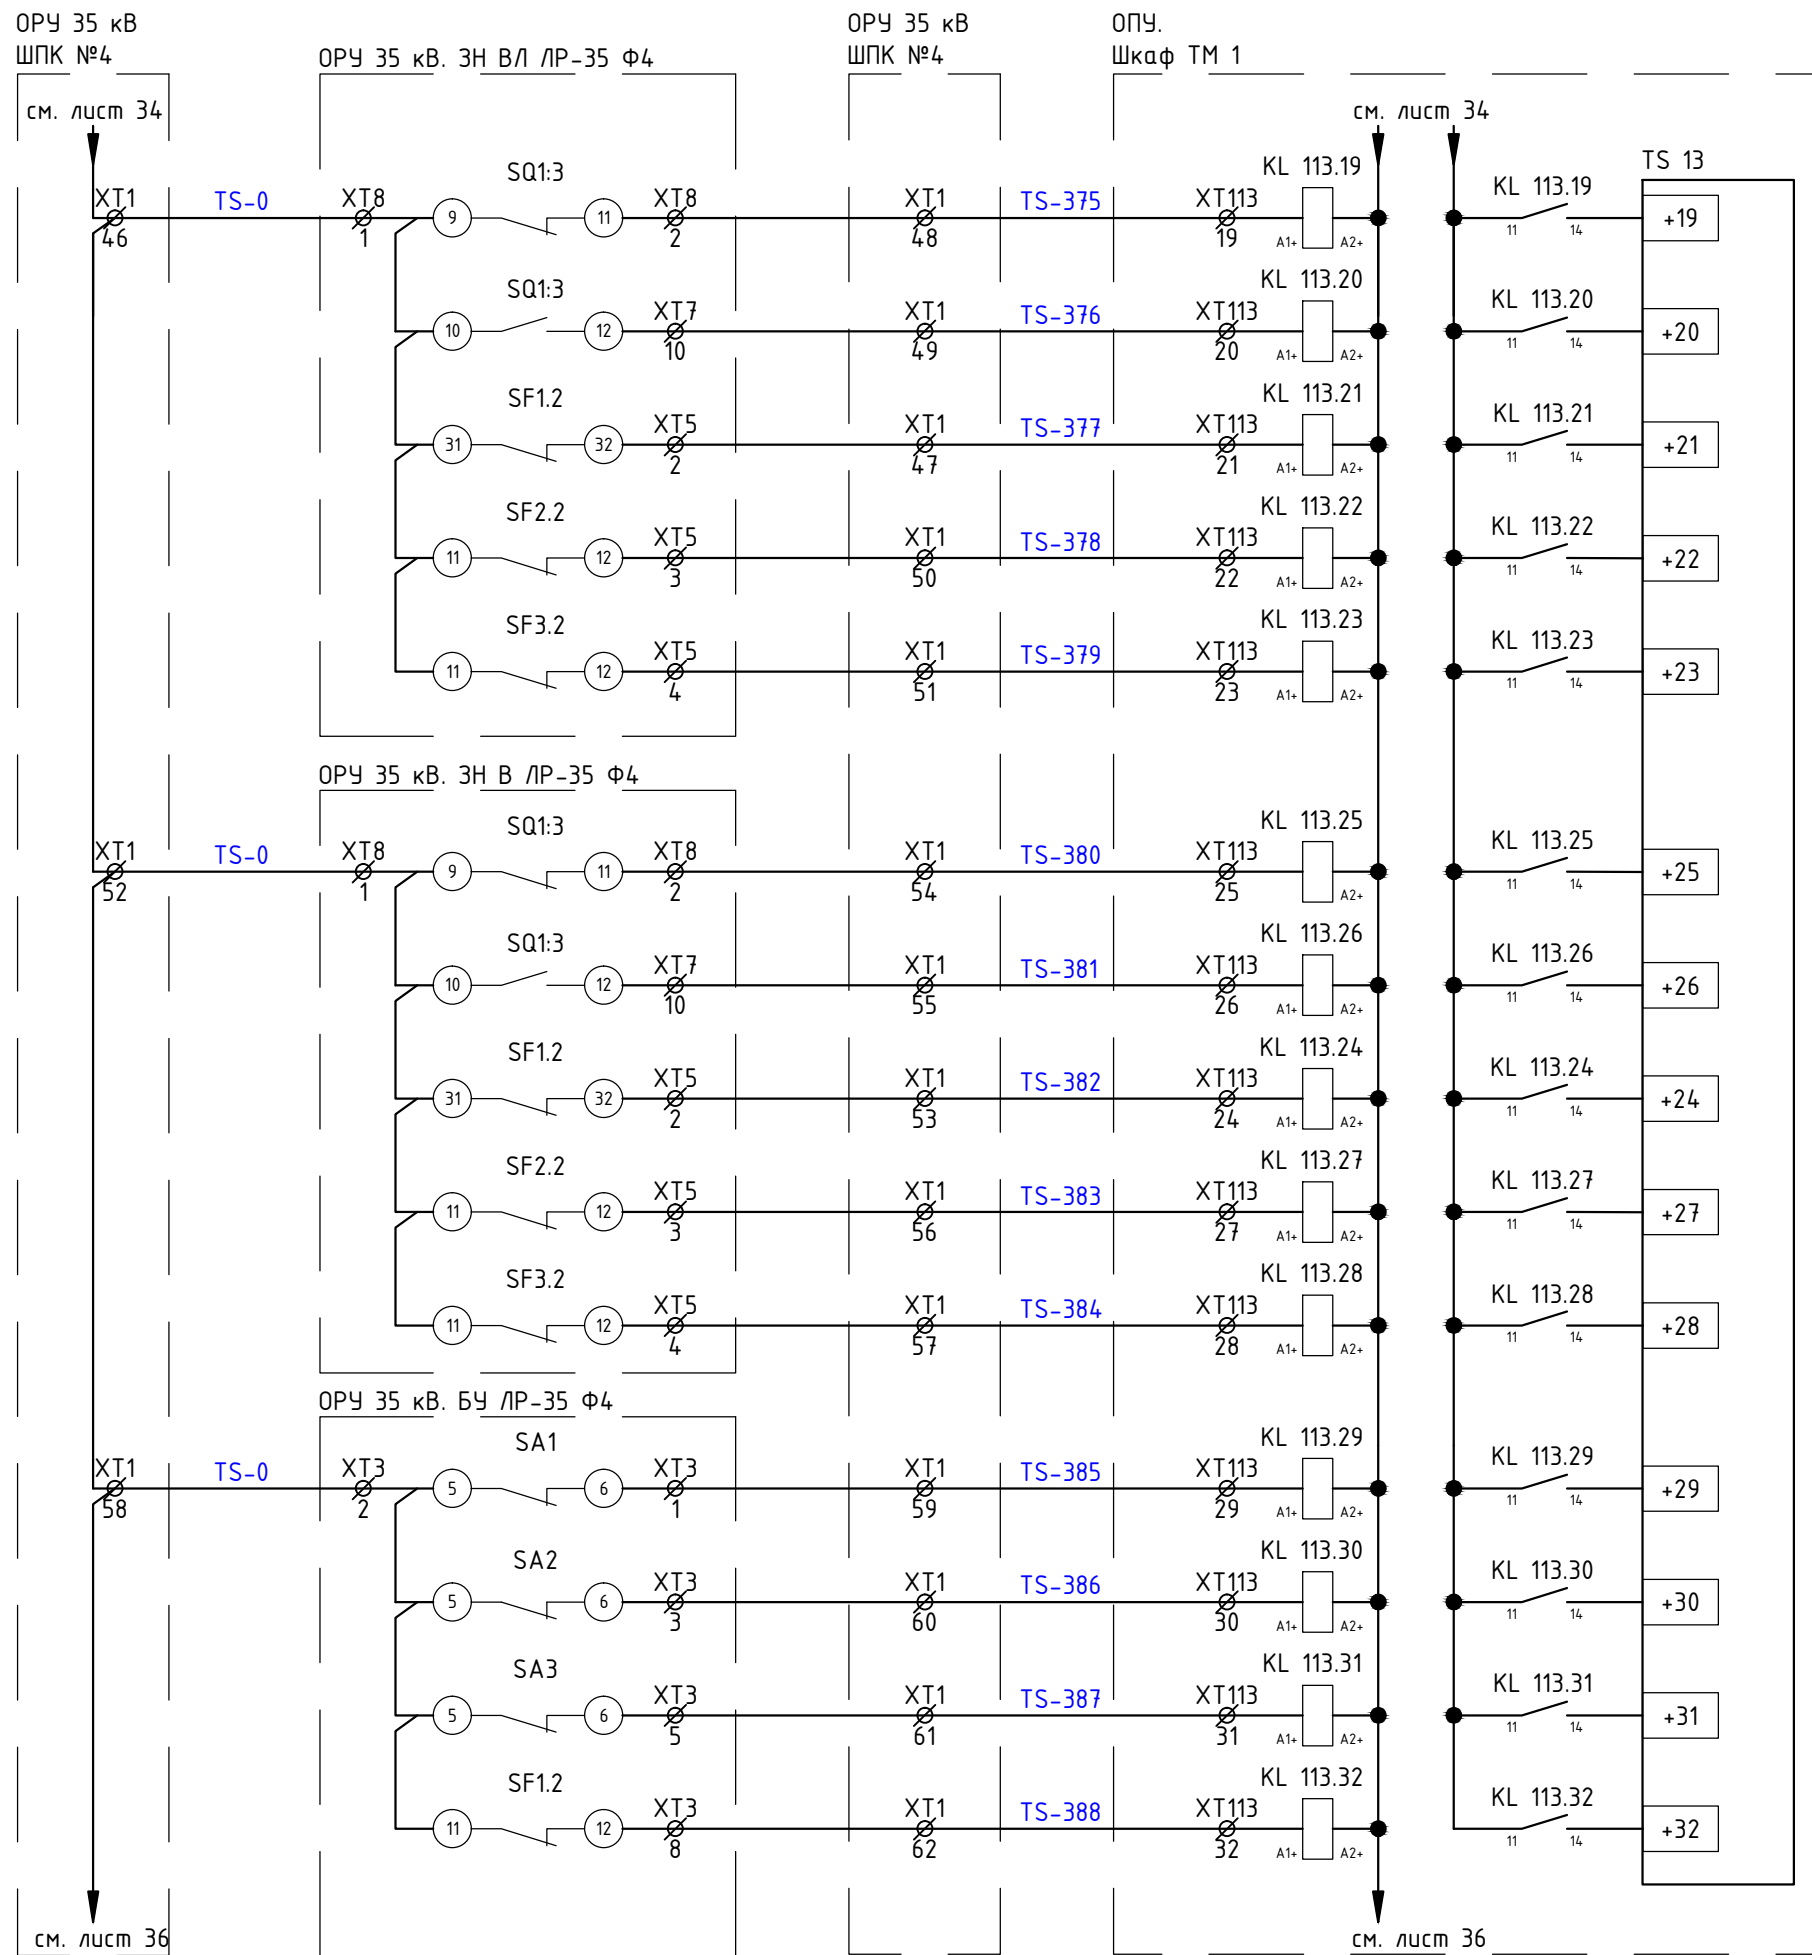 ОРУ 35 кВ
ШПК №4
ОРУ 35 кВ. ЗН ВЛ ЛР-35 Ф4
ОРУ 35 кВ
ШПК №4
ОПУ.
Шкаф ТМ 1
см. лист 34
см. лист 34
TS 13
XT1
46
TS-0
XT8
1
SQ1:3
9
11
XT8
2
XT1
48
TS-375
XT113
19
KL 113.19
A1+
A2+
KL 113.19
11
14
+19
SQ1:3
10
12
XT7
10
XT1
49
TS-376
XT113
20
KL 113.20
A1+
A2+
KL 113.20
11
14
+20
SF1.2
31
32
XT5
2
XT1
47
TS-377
XT113
21
KL 113.21
A1+
A2+
KL 113.21
11
14
+21
SF2.2
11
12
XT5
3
XT1
50
TS-378
XT113
22
KL 113.22
A1+
A2+
KL 113.22
11
14
+22
SF3.2
11
12
XT5
4
XT1
51
TS-379
XT113
23
KL 113.23
A1+
A2+
KL 113.23
11
14
+23
ОРУ 35 кВ. ЗН В ЛР-35 Ф4
XT1
52
TS-0
XT8
1
SQ1:3
9
11
XT8
2
XT1
54
TS-380
XT113
25
KL 113.25
A1+
A2+
KL 113.25
11
14
+25
SQ1:3
10
12
XT7
10
XT1
55
TS-381
XT113
26
KL 113.26
A1+
A2+
KL 113.26
11
14
+26
SF1.2
31
32
XT5
2
XT1
53
TS-382
XT113
24
KL 113.24
A1+
A2+
KL 113.24
11
14
+24
SF2.2
11
12
XT5
3
XT1
56
TS-383
XT113
27
KL 113.27
A1+
A2+
KL 113.27
11
14
+27
SF3.2
11
12
XT5
4
XT1
57
TS-384
XT113
28
KL 113.28
A1+
A2+
KL 113.28
11
14
+28
ОРУ 35 кВ. БУ ЛР-35 Ф4
XT1
58
TS-0
XT3
2
SA1
5
6
XT3
1
XT1
59
TS-385
XT113
29
KL 113.29
A1+
A2+
KL 113.29
11
14
+29
SA2
5
6
XT3
3
XT1
60
TS-386
XT113
30
KL 113.30
A1+
A2+
KL 113.30
11
14
+30
SA3
5
6
XT3
5
XT1
61
TS-387
XT113
31
KL 113.31
A1+
A2+
KL 113.31
11
14
+31
SF1.2
11
12
XT3
8
XT1
62
TS-388
XT113
32
KL 113.32
A1+
A2+
KL 113.32
11
14
+32
см. лист 36
см. лист 36